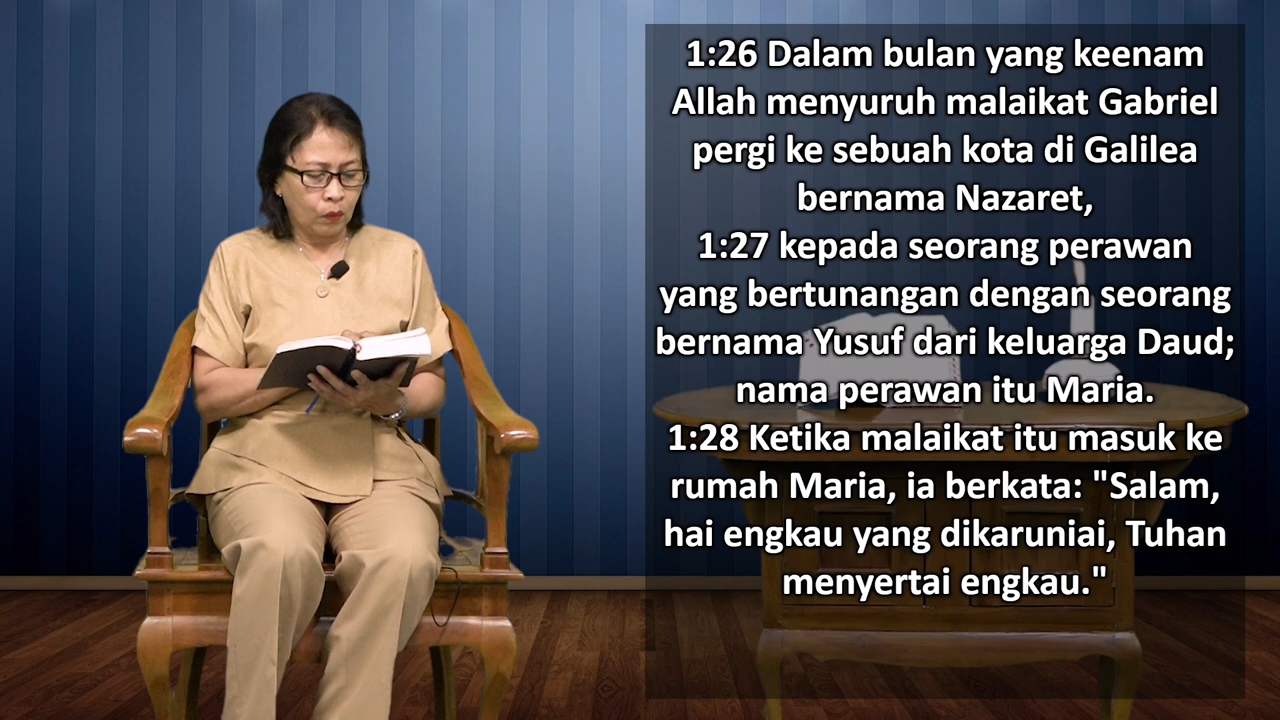 1:26 Dalam bulan yang keenam
Allah menyuruh malaikat Gabriel
pergi ke sebuah kota di Galilea
bernama Nazaret,
1:27 kepada seorang perawan
yang bertunangan dengan seorang
bernama Yusuf dari keluarga Daud;
nama perawan itu Maria.
1:28 Ketika malaikat itu masuk ke
rumah Maria, ia berkata: "Salam,
hai engkau yang dikaruniai, Tuhan
menyertai engkau."